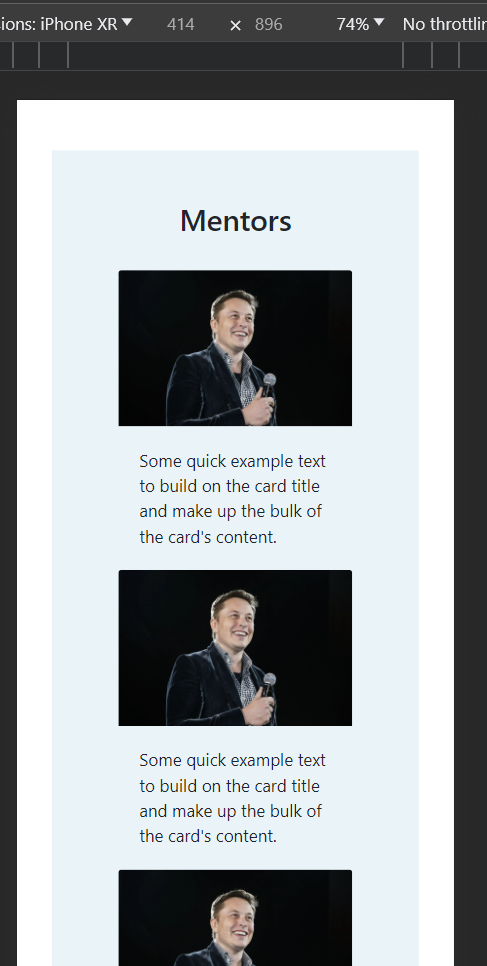 ions: iPhone XR 414 × 896 74% No throttlin
Mentors
Some quick example text
to build on the card title
and make up the bulk of
the card's content.
Some quick example text
to build on the card title
and make up the bulk of
the card's content.